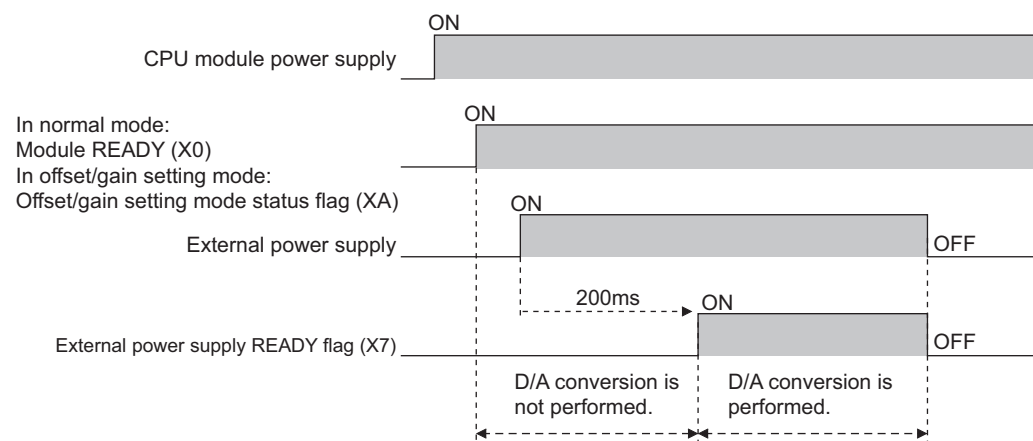 ON
CPU module power supply
ON
In normal mode:
Module READY (X0)
In offset/gain setting mode:
Offset/gain setting mode status flag (XA)
ON
External power supply
OFF
200ms
ON
External power supply READY flag (X7)
OFF
D/A conversion is
not performed.
D/A conversion is
performed.